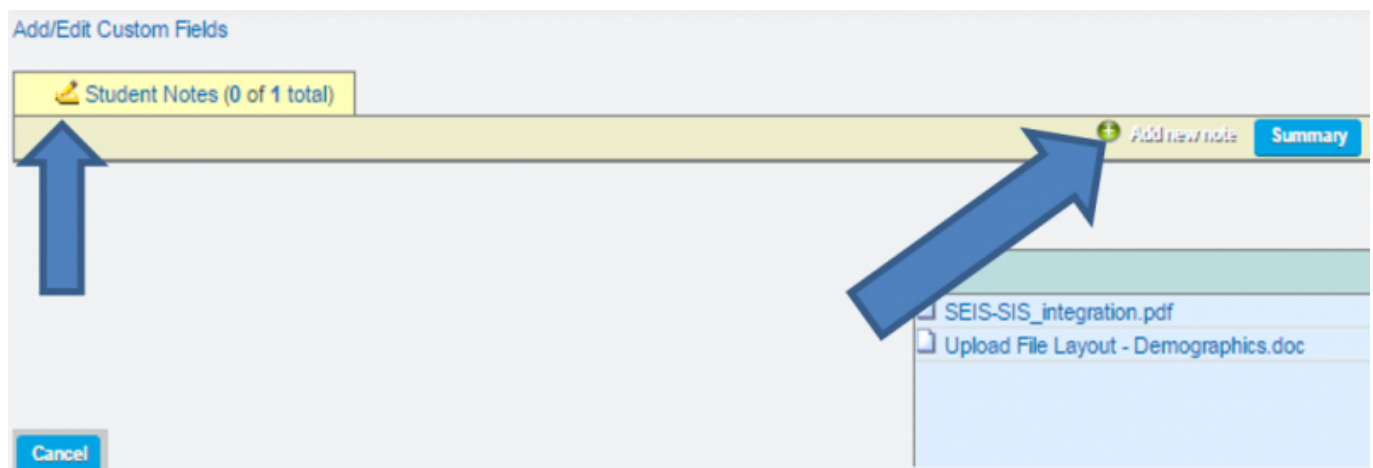 Add/Edit Custom Fields
Student Notes (0 of 1 total)
Add new note
Summary
SEIS-SIS_integration.pdf
Upload File Layout - Demographics.doc
Cancel